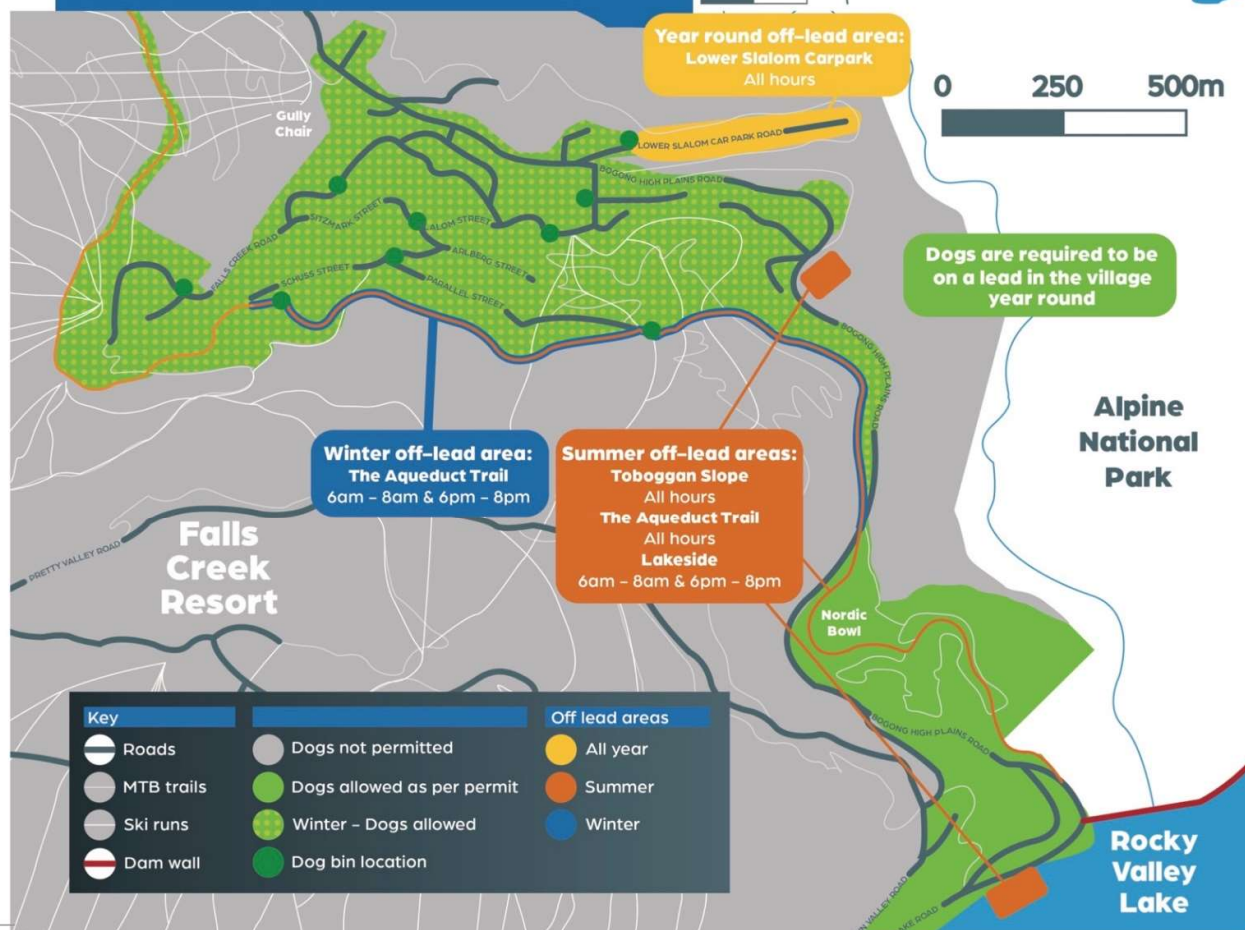 Year round off-lead area:
Lower Slalom Carpark
All hours
0 250 500m
Gully
Chair
LOWER SLALOM CAR PARK ROAD
BOGONG HIGH PLAINS ROAD
SITZMARK STREET
FALLS CREEK ROAD
ARLBERG STREET
SCHUSS STREET
PARALLEL STREET
Dogs are required to be
on a lead in the village
year round
BOGONG HIGH PLAINS ROAD
Alpine
National
Park
Winter off-lead area:
The Aqueduct Trail
6am - 8am & 6pm - 8pm
Summer off-lead areas:
Toboggan Slope
All hours
The Aqueduct Trail
All hours
Lakeside
6am - 8am & 6pm - 8pm
PRETTY VALLEY ROAD
Falls
Creek
Resort
Nordic
Bowl
BOGONG HIGH PLAINS ROAD
Key
Roads
MTB trails
Ski runs
Dam wall
Dogs not permitted
Dogs allowed as per permit
Winter - Dogs allowed
Dog bin location
Off lead areas
All year
Summer
Winter
Rocky
Valley
Lake
VALLEY ROAD
ROAD